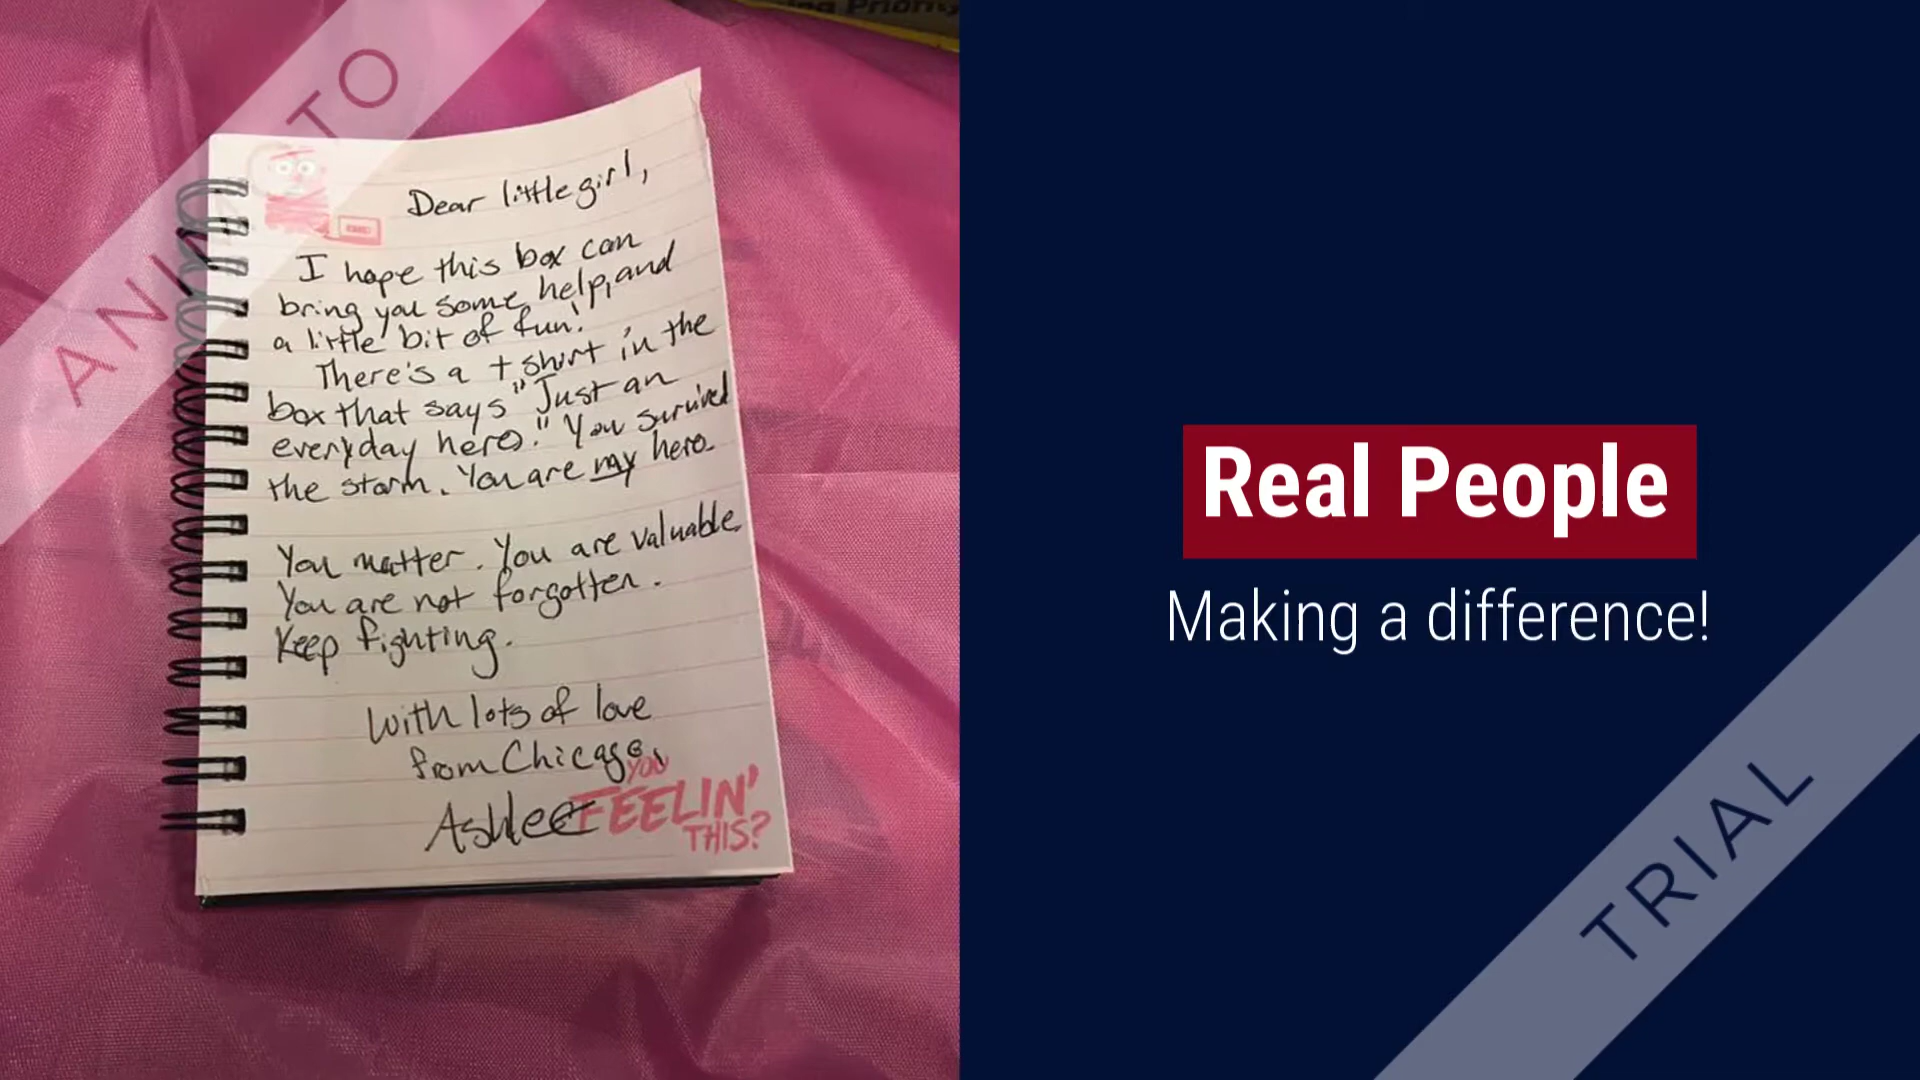 ing Priority
ANIMOTO
Dear little girl,
I hope this box can
bring you some help, and
a little bit of fun!
There's a t shirt in the
box that says "Just an
everyday hero." You survived
the storm. You are my hero.
You matter. You are valuable.
You are not forgotten.
Keep fighting.
With lots of love
from Chicago,
Ashlee
YOU
FEELIN'
THIS?
Real People
Making a difference!
TRIAL